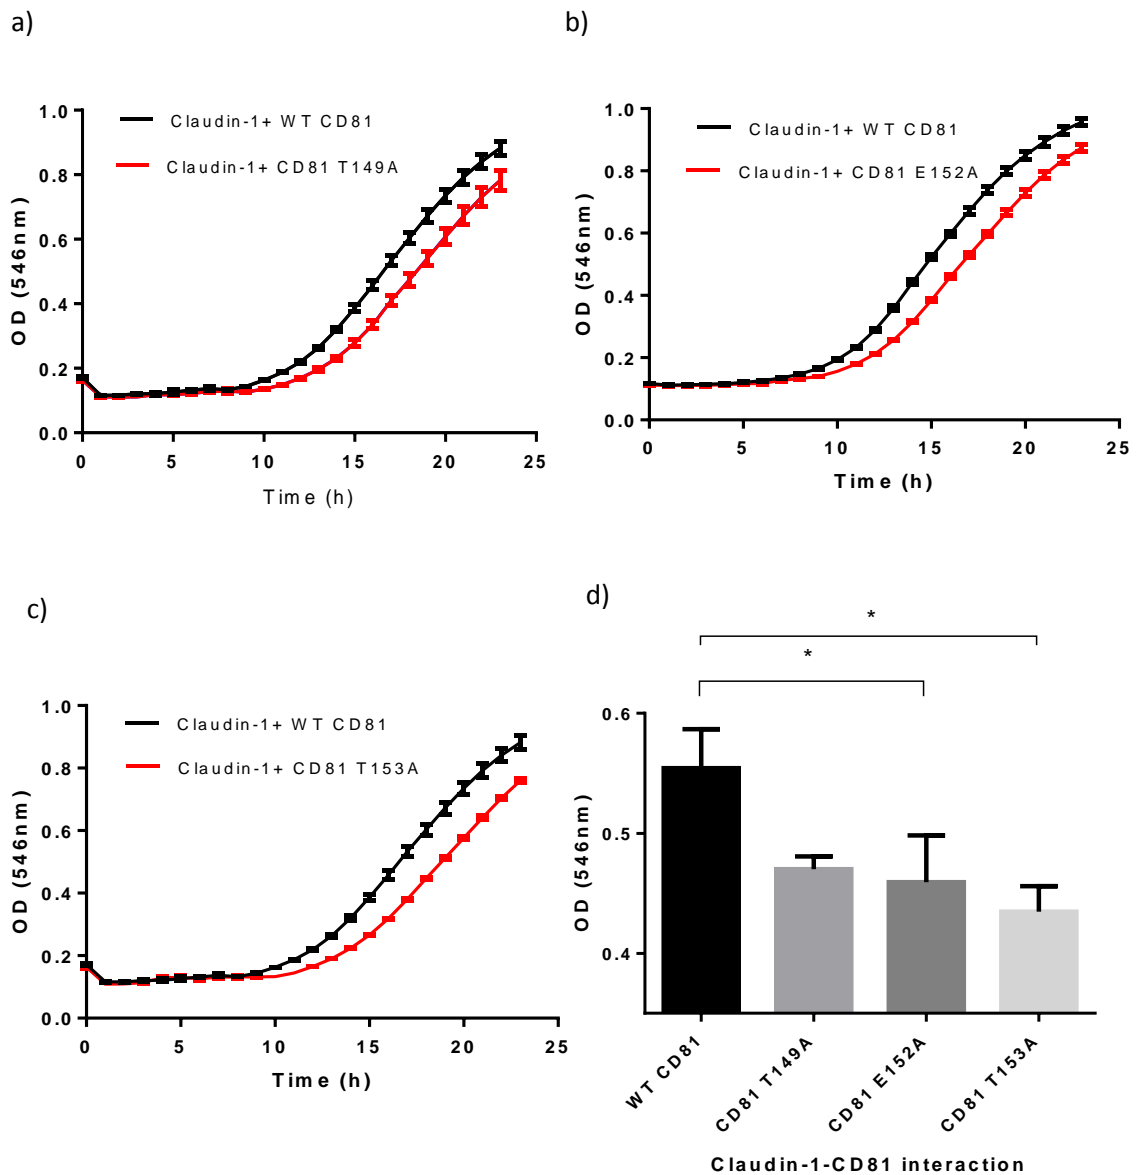 a)
Claudin-1+ WT CD81
Claudin-1+ CD81 T149A
OD (546nm)
1.0
0.8
0.6
0.4
0.2
0.0
0 5 10 15 20 25
Time (h)
b)
Claudin-1+ WT CD81
Claudin-1+ CD81 E152A
OD (546nm)
1.0
0.8
0.6
0.4
0.2
0.0
0 5 10 15 20 25
Time (h)
c)
Claudin-1+ WT CD81
Claudin-1+ CD81 T153A
OD (546nm)
1.0
0.8
0.6
0.4
0.2
0.0
0 5 10 15 20 25
Time (h)
d)
*
*
OD (546nm)
0.6
0.5
0.4
WT CD81
CD81 T149A
CD81 E152A
CD81 T153A
Claudin-1-CD81 interaction